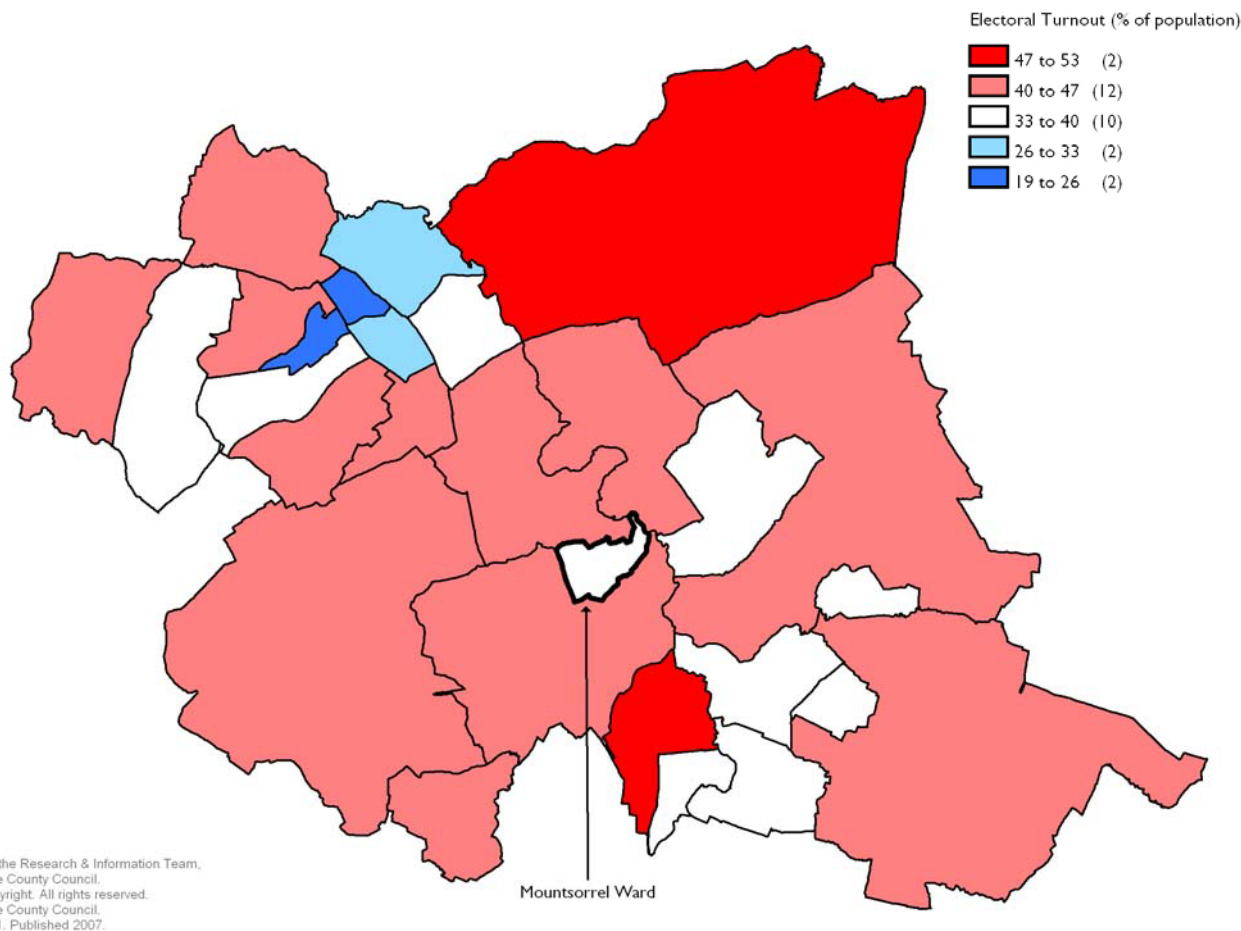 Electoral Turnout (% of population)
47 to 53 (2)
40 to 47 (12)
33 to 40 (10)
26 to 33 (2)
19 to 26 (2)
Mountsorrel Ward
the Research & Information Team,
e County Council.
yright. All rights reserved.
e County Council.
1. Published 2007.